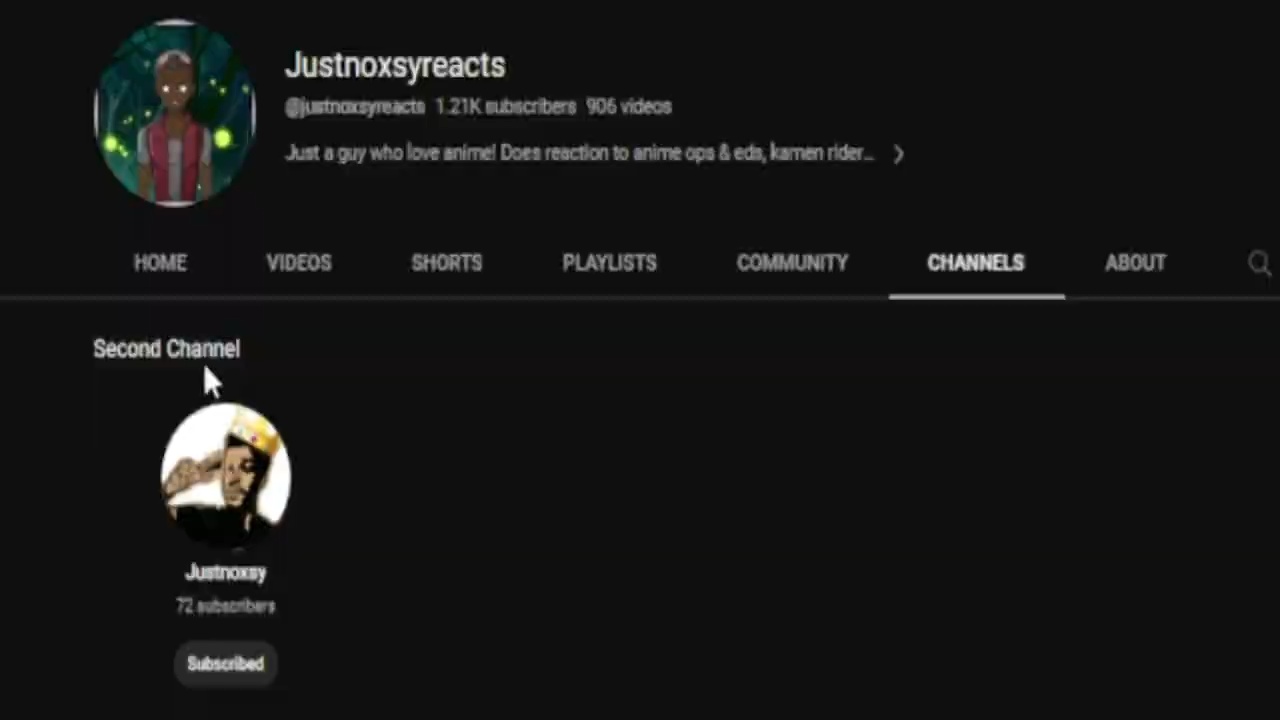 Justnoxsyreacts
@justnoxsyreacts 1.21K subscribers 906 videos
Just a guy who love anime! Does reaction to anime ops & eds, kamen rider...
HOME VIDEOS SHORTS PLAYLISTS COMMUNITY CHANNELS ABOUT
Second Channel
Justnoxsy
72 subscribers
Subscribed